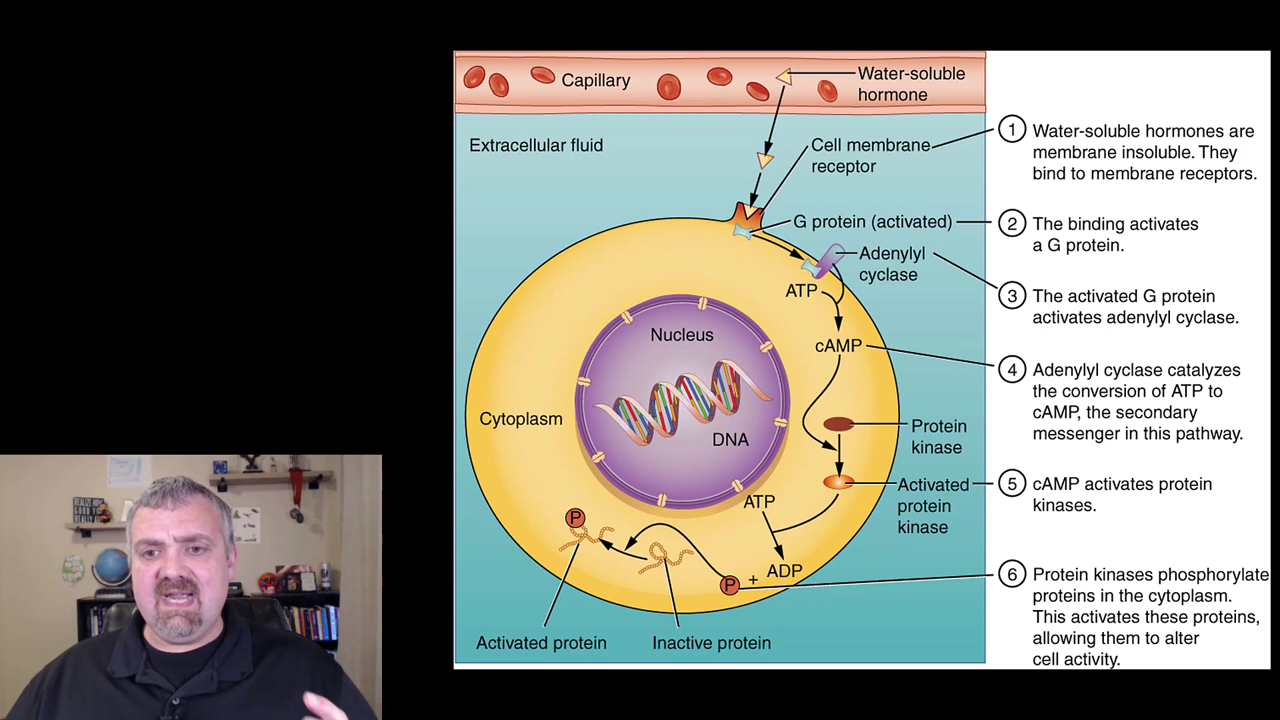 Capillary
Water-soluble
hormone
Extracellular fluid
Cell membrane
receptor
G protein (activated)
Adenylyl
cyclase
ATP
cAMP
Nucleus
DNA
Cytoplasm
Protein
kinase
Activated
protein
kinase
ATP
ADP
P
+
P
Activated protein
Inactive protein
1 Water-soluble hormones are
membrane insoluble. They
bind to membrane receptors.
2 The binding activates
a G protein.
3 The activated G protein
activates adenylyl cyclase.
4 Adenylyl cyclase catalyzes
the conversion of ATP to
cAMP, the secondary
messenger in this pathway.
5 cAMP activates protein
kinases.
6 Protein kinases phosphorylate
proteins in the cytoplasm.
This activates these proteins,
allowing them to alter
cell activity.